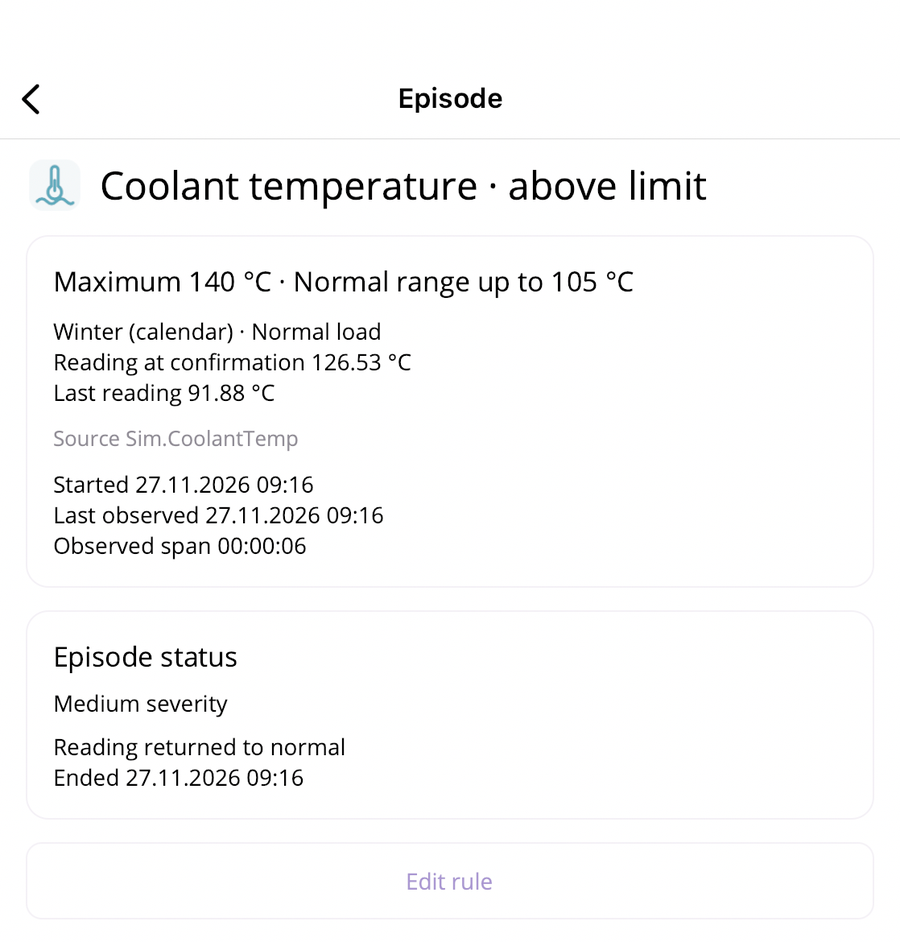 Episode
Coolant temperature · above limit
Maximum 140 °C · Normal range up to 105 °C
Winter (calendar) · Normal load
Reading at confirmation 126.53 °C
Last reading 91.88 °C
Source Sim.CoolantTemp
Started 27.11.2026 09:16
Last observed 27.11.2026 09:16
Observed span 00:00:06
Episode status
Medium severity
Reading returned to normal
Ended 27.11.2026 09:16
Edit rule